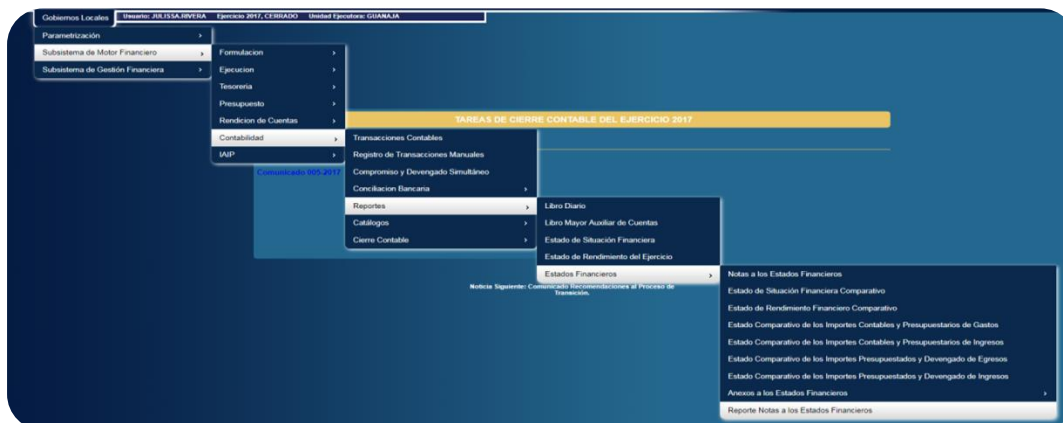 Gobiernos Locales Usuario: JULISSA.RIVERA Ejercicio 2017, CERRADO Unidad Ejecutora: GUANAJA
Parametrización
Subsistema de Motor Financiero
Subsistema de Gestión Financiera
Formulacion
Ejecucion
Tesoreria
Presupuesto
Rendicion de Cuentas
Contabilidad
IAIP
TAREAS DE CIERRE CONTABLE DEL EJERCICIO 2017
Comunicado 005-2017
Transacciones Contables
Registro de Transacciones Manuales
Compromiso y Devengado Simultáneo
Conciliacion Bancaria
Reportes
Catálogos
Cierre Contable
Libro Diario
Libro Mayor Auxiliar de Cuentas
Estado de Situación Financiera
Estado de Rendimiento del Ejercicio
Estados Financieros
Noticia Siguiente: Comunicado Recomendaciones al Proceso de
Transición.
Notas a los Estados Financieros
Estado de Situación Financiera Comparativo
Estado de Rendimiento Financiero Comparativo
Estado Comparativo de los Importes Contables y Presupuestarios de Gastos
Estado Comparativo de los Importes Contables y Presupuestarios de Ingresos
Estado Comparativo de los Importes Presupuestados y Devengado de Egresos
Estado Comparativo de los Importes Presupuestados y Devengado de Ingresos
Anexos a los Estados Financieros
Reporte Notas a los Estados Financieros